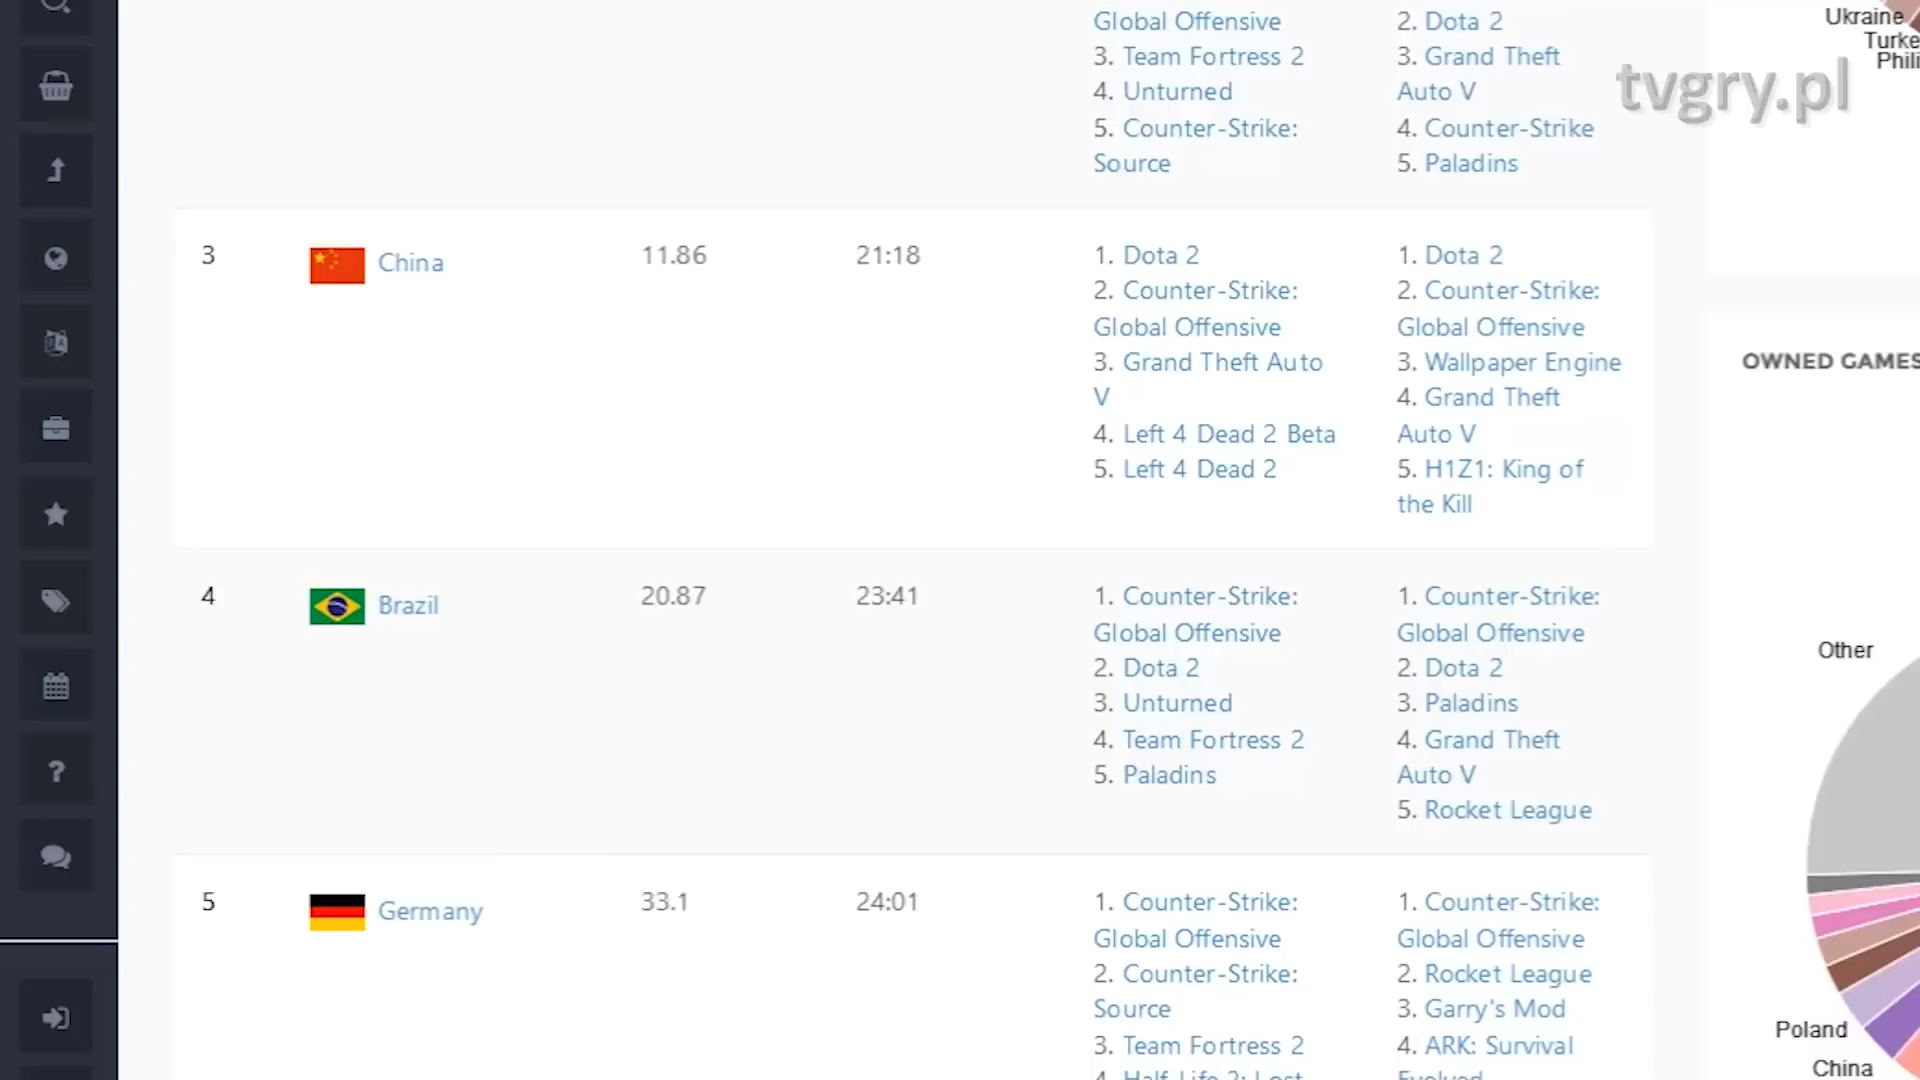 Global Offensive
3. Team Fortress 2
4. Unturned
5. Counter-Strike:
Source
2. Dota 2
3. Grand Theft
Auto V
4. Counter-Strike
5. Paladins
Ukraine
tvgry.pl
3
China
11.86
21:18
1. Dota 2
2. Counter-Strike:
Global Offensive
3. Grand Theft Auto
V
4. Left 4 Dead 2 Beta
5. Left 4 Dead 2
1. Dota 2
2. Counter-Strike:
Global Offensive
3. Wallpaper Engine
4. Grand Theft
Auto V
5. H1Z1: King of
the Kill
OWNED GAMES
4
Brazil
20.87
23:41
1. Counter-Strike:
Global Offensive
2. Dota 2
3. Unturned
4. Team Fortress 2
5. Paladins
1. Counter-Strike:
Global Offensive
2. Dota 2
3. Paladins
4. Grand Theft
Auto V
5. Rocket League
Other
5
Germany
33.1
24:01
1. Counter-Strike:
Global Offensive
2. Counter-Strike:
Source
3. Team Fortress 2
4. Half-Life 2: Lost
1. Counter-Strike:
Global Offensive
2. Rocket League
3. Garry's Mod
4. ARK: Survival
Evolved
Poland
China